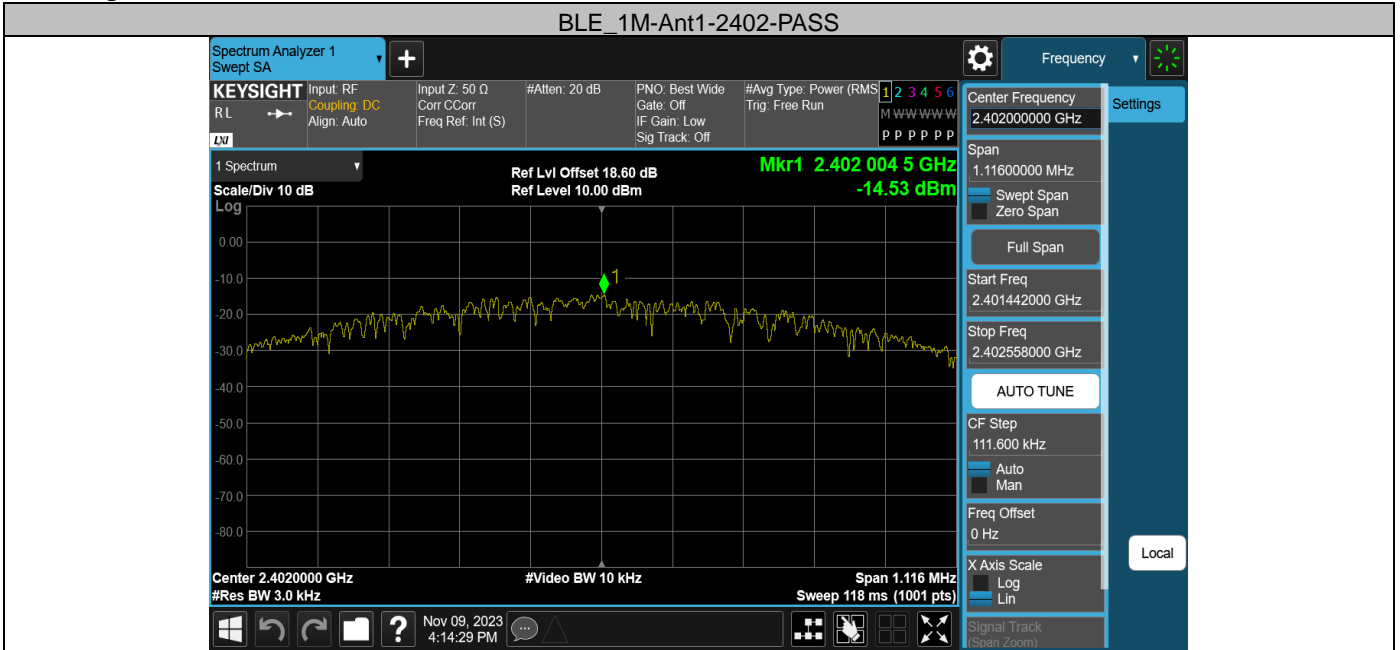 BLE_1M-Ant1-2402-PASS
Spectrum Analyzer 1
Swept SA
+
Frequency
KEYSIGHT
R L
LXI
Input: RF
Coupling: DC
Align: Auto
Input Z: 50 Ω
Corr CCorr
Freq Ref: Int (S)
#Atten: 20 dB
PNO: Best Wide
Gate: Off
IF Gain: Low
Sig Track: Off
#Avg Type: Power (RMS
Trig: Free Run
1 2 3 4 5 6
M W W W W W
P P P P P P
1 Spectrum
Scale/Div 10 dB
Ref Lvl Offset 18.60 dB
Ref Level 10.00 dBm
Mkr1 2.402 004 5 GHz
-14.53 dBm
Log
0.00
-10.0
-20.0
-30.0
-40.0
-50.0
-60.0
-70.0
-80.0
1
Center 2.4020000 GHz
#Res BW 3.0 kHz
#Video BW 10 kHz
Span 1.116 MHz
Sweep 118 ms (1001 pts)
Center Frequency
2.402000000 GHz
Settings
Span
1.11600000 MHz
Swept Span
Zero Span
Full Span
Start Freq
2.401442000 GHz
Stop Freq
2.402558000 GHz
AUTO TUNE
CF Step
111.600 kHz
Auto
Man
Freq Offset
0 Hz
X Axis Scale
Log
Lin
Signal Track
(Span Zoom)
Local
?
Nov 09, 2023
4:14:29 PM